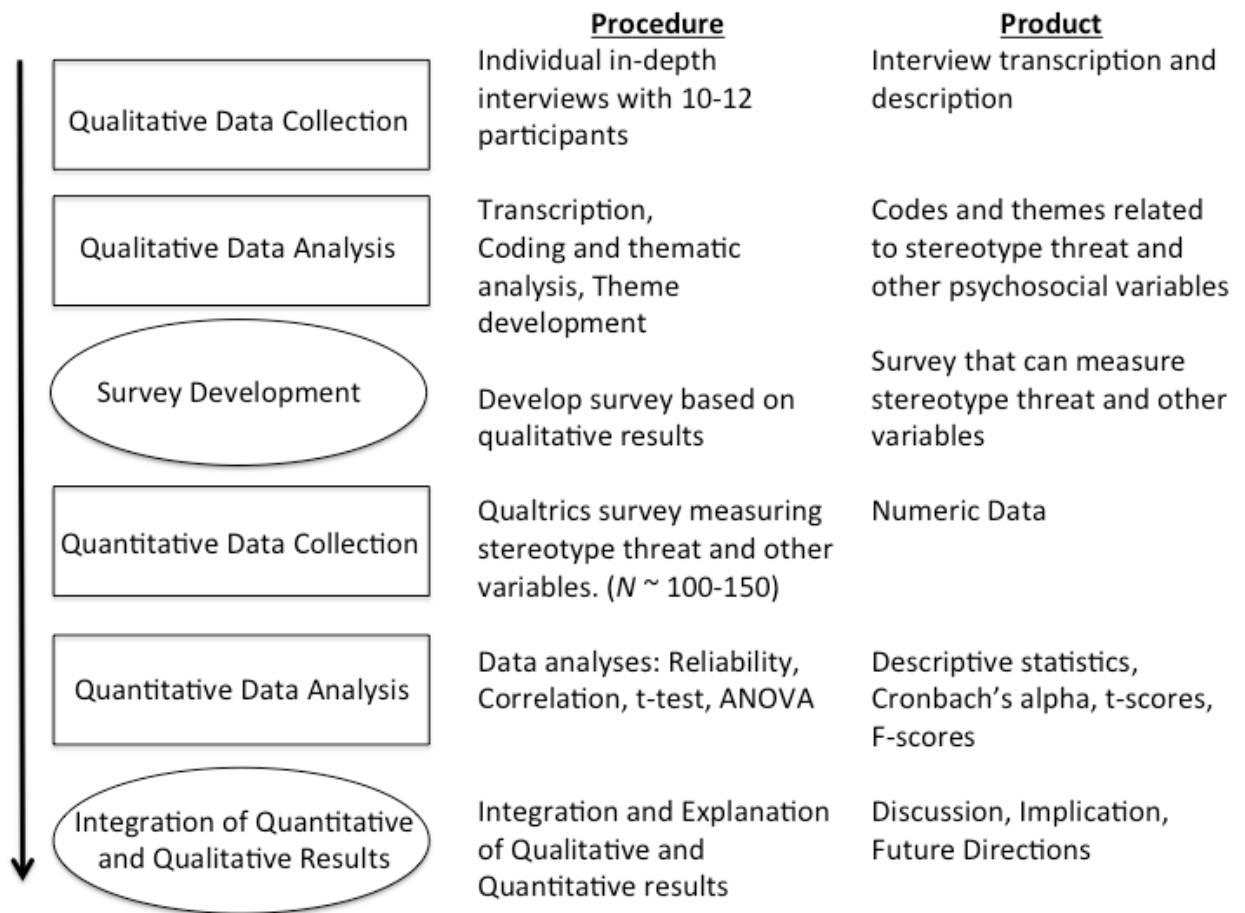 Procedure
Product
Qualitative Data Collection
Individual in-depth
interviews with 10-12
participants
Interview transcription and
description
Qualitative Data Analysis
Transcription,
Coding and thematic
analysis, Theme
development
Codes and themes related
to stereotype threat and
other psychosocial variables
Survey Development
Develop survey based on
qualitative results
Survey that can measure
stereotype threat and other
variables
Quantitative Data Collection
Qualtrics survey measuring
stereotype threat and other
variables. (N ~ 100-150)
Numeric Data
Quantitative Data Analysis
Data analyses: Reliability,
Correlation, t-test, ANOVA
Descriptive statistics,
Cronbach’s alpha, t-scores,
F-scores
Integration of Quantitative
and Qualitative Results
Integration and Explanation
of Qualitative and
Quantitative results
Discussion, Implication,
Future Directions